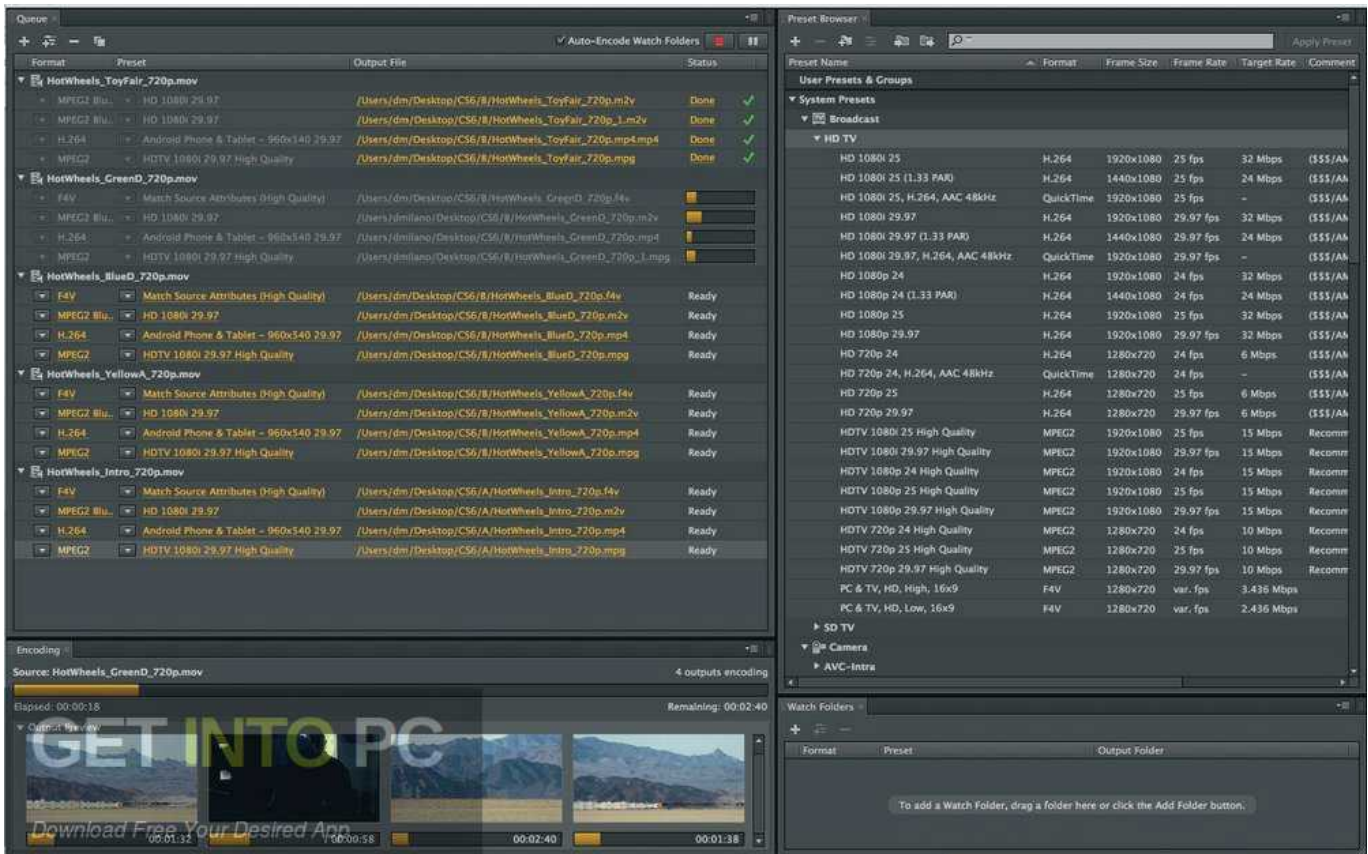 Queue
Auto-Encode Watch Folders
Format Preset Output File Status
HotWheels_ToyFair_720p.mov
MPEG2 Blu... HD 1080i 29.97 /Users/dm/Desktop/CS6/B/HotWheels_ToyFair_720p.m2v Done
MPEG2 Blu... HD 1080i 29.97 /Users/dm/Desktop/CS6/B/HotWheels_ToyFair_720p_1.m2v Done
H.264 Android Phone & Tablet – 960x540 29.97 /Users/dm/Desktop/CS6/B/HotWheels_ToyFair_720p.mp4.mp4 Done
MPEG2 HDTV 1080i 29.97 High Quality /Users/dm/Desktop/CS6/B/HotWheels_ToyFair_720p.mpg Done
HotWheels_GreenD_720p.mov
F4V Match Source Attributes (High Quality) /Users/dmilano/Desktop/CS6/B/HotWheels_GreenD_720p.f4v
MPEG2 Blu... HD 1080i 29.97 /Users/dmilano/Desktop/CS6/B/HotWheels_GreenD_720p.m2v
H.264 Android Phone & Tablet – 960x540 29.97 /Users/dmilano/Desktop/CS6/B/HotWheels_GreenD_720p.mp4
MPEG2 HDTV 1080i 29.97 High Quality /Users/dmilano/Desktop/CS6/B/HotWheels_GreenD_720p_1.mpg
HotWheels_BlueD_720p.mov
F4V Match Source Attributes (High Quality) /Users/dm/Desktop/CS6/B/HotWheels_BlueD_720p.f4v Ready
MPEG2 Blu... HD 1080i 29.97 /Users/dm/Desktop/CS6/B/HotWheels_BlueD_720p.m2v Ready
H.264 Android Phone & Tablet – 960x540 29.97 /Users/dm/Desktop/CS6/B/HotWheels_BlueD_720p.mp4 Ready
MPEG2 HDTV 1080i 29.97 High Quality /Users/dm/Desktop/CS6/B/HotWheels_BlueD_720p.mpg Ready
HotWheels_YellowA_720p.mov
F4V Match Source Attributes (High Quality) /Users/dm/Desktop/CS6/B/HotWheels_YellowA_720p.f4v Ready
MPEG2 Blu... HD 1080i 29.97 /Users/dm/Desktop/CS6/B/HotWheels_YellowA_720p.m2v Ready
H.264 Android Phone & Tablet – 960x540 29.97 /Users/dm/Desktop/CS6/B/HotWheels_YellowA_720p.mp4 Ready
MPEG2 HDTV 1080i 29.97 High Quality /Users/dm/Desktop/CS6/B/HotWheels_YellowA_720p.mpg Ready
HotWheels_Intro_720p.mov
F4V Match Source Attributes (High Quality) /Users/dm/Desktop/CS6/A/HotWheels_Intro_720p.f4v Ready
MPEG2 Blu... HD 1080i 29.97 /Users/dm/Desktop/CS6/A/HotWheels_Intro_720p.m2v Ready
H.264 Android Phone & Tablet – 960x540 29.97 /Users/dm/Desktop/CS6/A/HotWheels_Intro_720p.mp4 Ready
MPEG2 HDTV 1080i 29.97 High Quality /Users/dm/Desktop/CS6/A/HotWheels_Intro_720p.mpg Ready
Encoding
Source: HotWheels_GreenD_720p.mov 4 outputs encoding
Elapsed: 00:00:18 Remaining: 00:02:40
Output Preview
GET INTO PC
Download Free Your Desired App
00:01:32 00:00:58 00:02:40 00:01:38
Preset Browser
Apply Preset
Preset Name Format Frame Size Frame Rate Target Rate Comment
User Presets & Groups
System Presets
Broadcast
HD TV
HD 1080i 25 H.264 1920x1080 25 fps 32 Mbps ($$$/AM
HD 1080i 25 (1.33 PAR) H.264 1440x1080 25 fps 24 Mbps ($$$/AM
HD 1080i 25, H.264, AAC 48kHz QuickTime 1920x1080 25 fps – ($$$/AM
HD 1080i 29.97 H.264 1920x1080 29.97 fps 32 Mbps ($$$/AM
HD 1080i 29.97 (1.33 PAR) H.264 1440x1080 29.97 fps 24 Mbps ($$$/AM
HD 1080i 29.97, H.264, AAC 48kHz QuickTime 1920x1080 29.97 fps – ($$$/AM
HD 1080p 24 H.264 1920x1080 24 fps 32 Mbps ($$$/AM
HD 1080p 24 (1.33 PAR) H.264 1440x1080 24 fps 24 Mbps ($$$/AM
HD 1080p 25 H.264 1920x1080 25 fps 32 Mbps ($$$/AM
HD 1080p 29.97 H.264 1920x1080 29.97 fps 32 Mbps ($$$/AM
HD 720p 24 H.264 1280x720 24 fps 6 Mbps ($$$/AM
HD 720p 24, H.264, AAC 48kHz QuickTime 1280x720 24 fps – ($$$/AM
HD 720p 25 H.264 1280x720 25 fps 6 Mbps ($$$/AM
HD 720p 29.97 H.264 1280x720 29.97 fps 6 Mbps ($$$/AM
HDTV 1080i 25 High Quality MPEG2 1920x1080 25 fps 15 Mbps Recomm
HDTV 1080i 29.97 High Quality MPEG2 1920x1080 29.97 fps 15 Mbps Recomm
HDTV 1080p 24 High Quality MPEG2 1920x1080 24 fps 15 Mbps Recomm
HDTV 1080p 25 High Quality MPEG2 1920x1080 25 fps 15 Mbps Recomm
HDTV 1080p 29.97 High Quality MPEG2 1920x1080 29.97 fps 15 Mbps Recomm
HDTV 720p 24 High Quality MPEG2 1280x720 24 fps 10 Mbps Recomm
HDTV 720p 25 High Quality MPEG2 1280x720 25 fps 10 Mbps Recomm
HDTV 720p 29.97 High Quality MPEG2 1280x720 29.97 fps 10 Mbps Recomm
PC & TV, HD, High, 16x9 F4V 1280x720 var. fps 3.436 Mbps
PC & TV, HD, Low, 16x9 F4V 1280x720 var. fps 2.436 Mbps
SD TV
Camera
AVC-Intra
Watch Folders
Format Preset Output Folder
To add a Watch Folder, drag a folder here or click the Add Folder button.